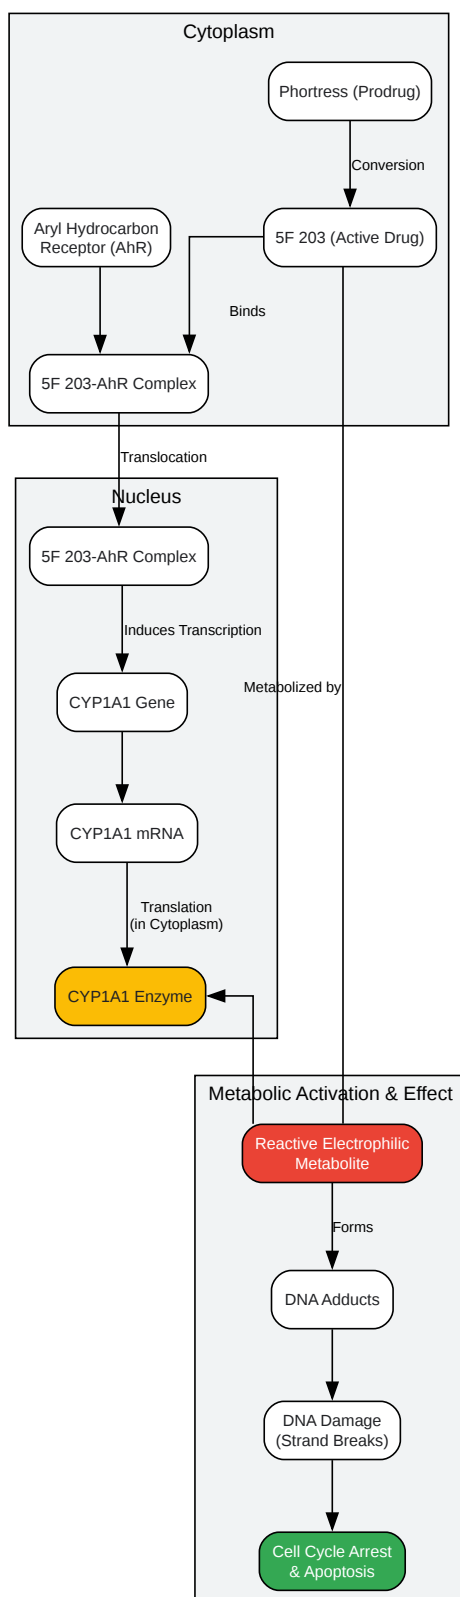 Cytoplasm
Phortress (Prodrug)
Conversion
Aryl Hydrocarbon
Receptor (AhR)
5F 203 (Active Drug)
Binds
5F 203-AhR Complex
Translocation
Nucleus
5F 203-AhR Complex
Induces Transcription
Metabolized by
CYP1A1 Gene
CYP1A1 mRNA
Translation
(in Cytoplasm)
CYP1A1 Enzyme
Metabolic Activation & Effect
Reactive Electrophilic
Metabolite
Forms
DNA Adducts
DNA Damage
(Strand Breaks)
Cell Cycle Arrest
& Apoptosis